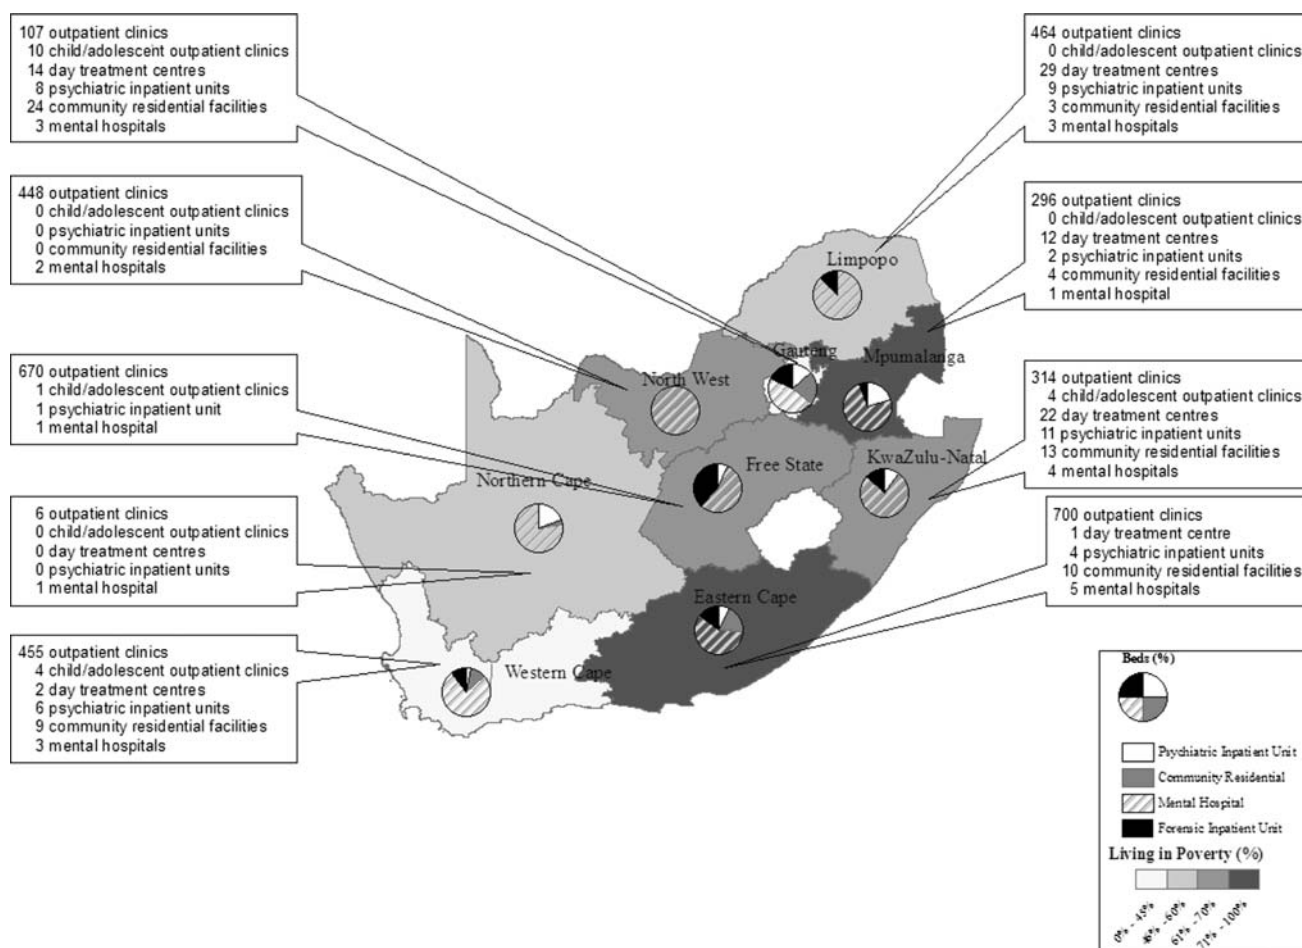 107 outpatient clinics
10 child/adolescent outpatient clinics
14 day treatment centres
8 psychiatric inpatient units
24 community residential facilities
3 mental hospitals
464 outpatient clinics
0 child/adolescent outpatient clinics
29 day treatment centres
9 psychiatric inpatient units
3 community residential facilities
3 mental hospitals
448 outpatient clinics
0 child/adolescent outpatient clinics
0 psychiatric inpatient units
0 community residential facilities
2 mental hospitals
296 outpatient clinics
0 child/adolescent outpatient clinics
12 day treatment centres
2 psychiatric inpatient units
4 community residential facilities
1 mental hospital
670 outpatient clinics
1 child/adolescent outpatient clinics
1 psychiatric inpatient unit
1 mental hospital
314 outpatient clinics
4 child/adolescent outpatient clinics
22 day treatment centres
11 psychiatric inpatient units
13 community residential facilities
4 mental hospitals
6 outpatient clinics
0 child/adolescent outpatient clinics
0 day treatment centres
0 psychiatric inpatient units
1 mental hospital
700 outpatient clinics
1 day treatment centre
4 psychiatric inpatient units
10 community residential facilities
5 mental hospitals
455 outpatient clinics
4 child/adolescent outpatient clinics
2 day treatment centres
6 psychiatric inpatient units
9 community residential facilities
3 mental hospitals
Limpopo
Gauteng
Mpumalanga
North West
Free State
KwaZulu-Natal
Northern Cape
Eastern Cape
Western Cape
Beds (%)
Psychiatric Inpatient Unit
Community Residential
Mental Hospital
Forensic Inpatient Unit
Living in Poverty (%)
0% - 45%
46% - 60%
61% - 70%
71% - 100%